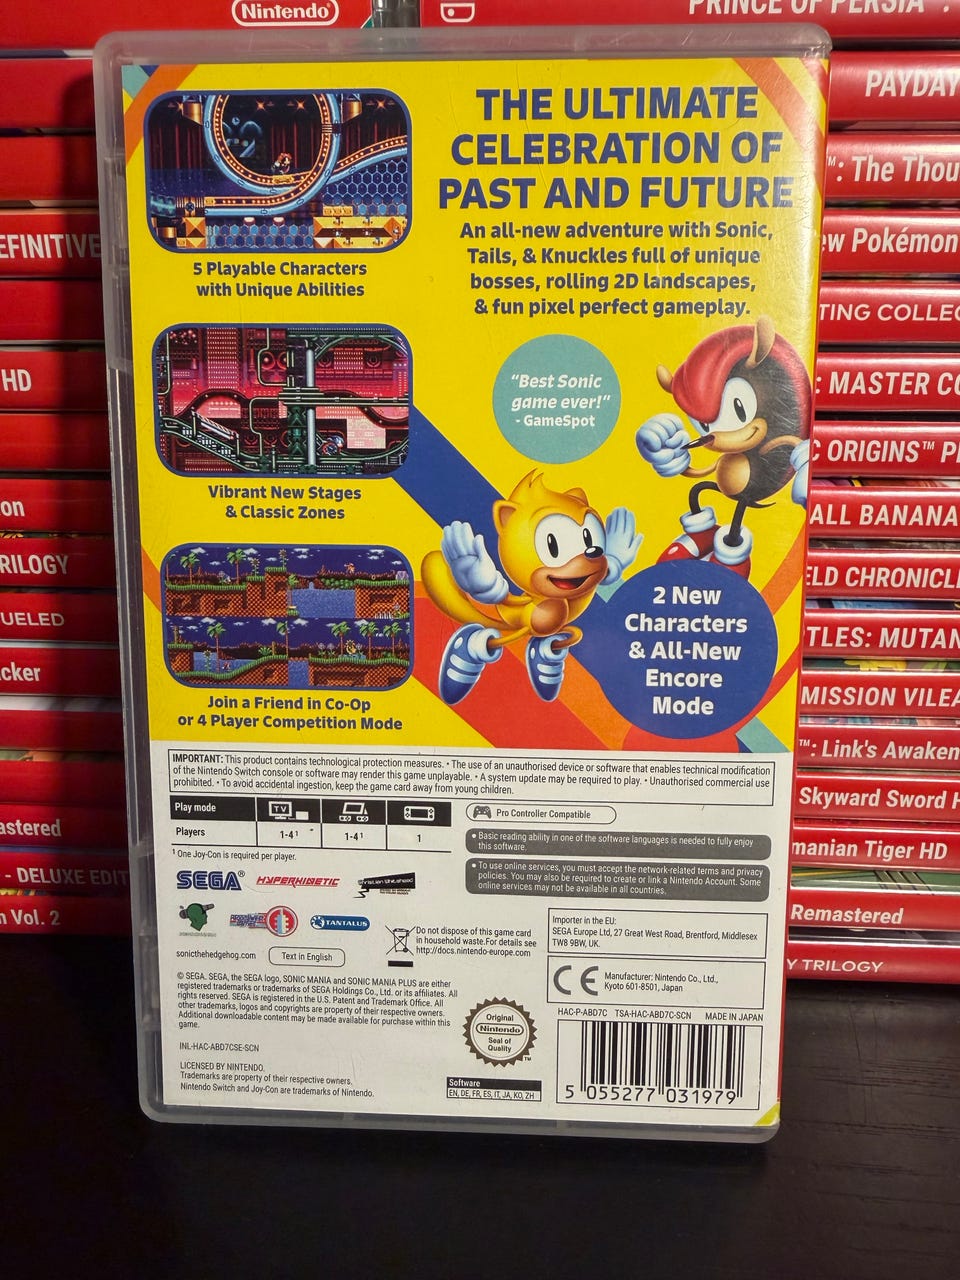 Nintendo
PRINCE OF PERSIA
PAYDAY
: The Thou
ew Pokémon
TING COLLEC
: MASTER CO
C ORIGINS™ P
ALL BANANA
ELD CHRONICL
TLES: MUTAN
MISSION VILEA
™: Link's Awaken
Skyward Sword H
manian Tiger HD
Remastered
Y TRILOGY
EFINITIVE
HD
on
RILOGY
UELED
cker
astered
- DELUXE EDIT
n Vol. 2
THE ULTIMATE
CELEBRATION OF
PAST AND FUTURE
An all-new adventure with Sonic,
Tails, & Knuckles full of unique
bosses, rolling 2D landscapes,
& fun pixel perfect gameplay.
5 Playable Characters
with Unique Abilities
"Best Sonic
game ever!"
- GameSpot
Vibrant New Stages
& Classic Zones
2 New
Characters
& All-New
Encore
Mode
Join a Friend in Co-Op
or 4 Player Competition Mode
IMPORTANT: This product contains technological protection measures. • The use of an unauthorised device or software that enables technical modification
of the Nintendo Switch console or software may render this game unplayable. • A system update may be required to play. • Unauthorised commercial use
prohibited. • To avoid accidental ingestion, keep the game card away from young children.
Play mode TV
Players 1-4¹ 1-4¹ 1
¹ One Joy-Con is required per player.
Pro Controller Compatible
• Basic reading ability in one of the software languages is needed to fully enjoy
this software.
• To use online services, you must accept the network-related terms and privacy
policies. You may also be required to create or link a Nintendo Account. Some
online services may not be available in all countries.
SEGA® HYPERKINETIC christian whitehead
TANTALUS
Do not dispose of this game card
in household waste.For details see
http://docs.nintendo-europe.com
Importer in the EU:
SEGA Europe Ltd, 27 Great West Road, Brentford, Middlesex
TW8 9BW, UK.
sonicthehedgehog.com
Text in English
CE
Manufacturer: Nintendo Co., Ltd.,
Kyoto 601-8501, Japan
© SEGA. SEGA, the SEGA logo, SONIC MANIA and SONIC MANIA PLUS are either
registered trademarks or trademarks of SEGA Holdings Co., Ltd. or its affiliates. All
rights reserved. SEGA is registered in the U.S. Patent and Trademark Office. All
other trademarks, logos and copyrights are property of their respective owners.
Additional downloadable content may be made available for purchase within this
game.
HAC-P-ABD7C TSA-HAC-ABD7C-SCN MADE IN JAPAN
Original
Nintendo
Seal of
Quality
™
INL-HAC-ABD7CSE-SCN
LICENSED BY NINTENDO.
Trademarks are property of their respective owners.
Nintendo Switch and Joy-Con are trademarks of Nintendo.
Software
EN, DE, FR, ES, IT, JA, KO, ZH
5 055277 031979